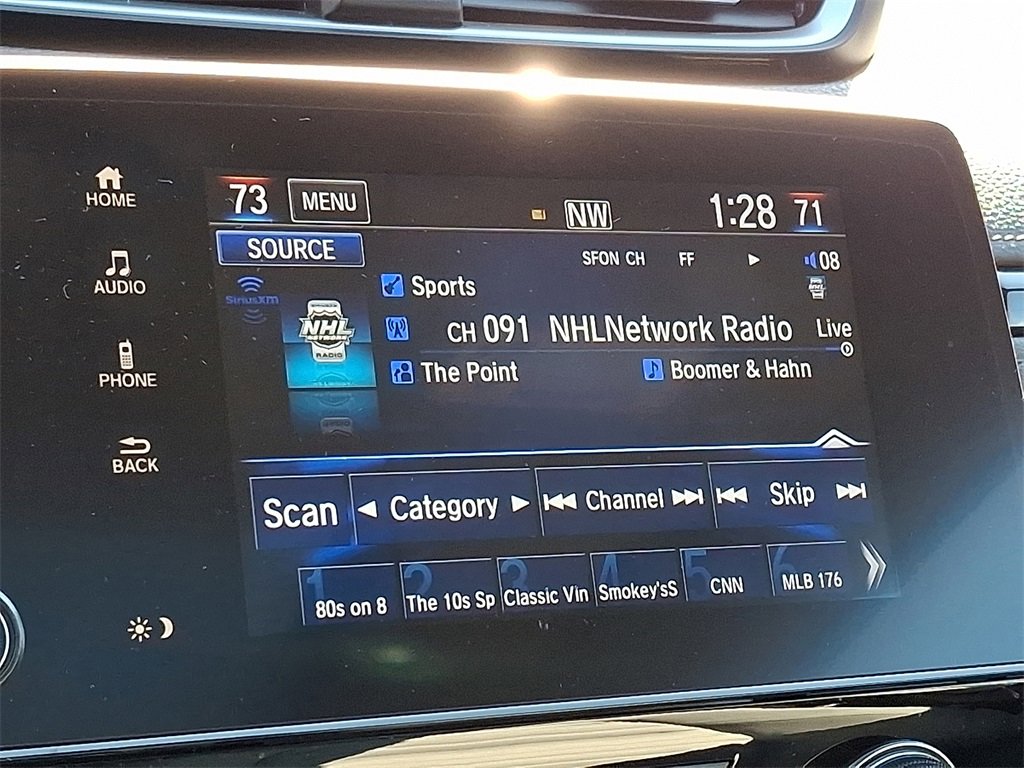 HOME
AUDIO
PHONE
BACK
73 MENU NW 1:28 71
SOURCE
SFON CH FF 08
SiriusXM
Sports
NHL
NETWORK
RADIO
CH 091 NHLNetwork Radio Live
The Point Boomer & Hahn
Scan Category Channel Skip
1 2 3 4 5 6
80s on 8 The 10s Sp Classic Vin Smokey'sS CNN MLB 176